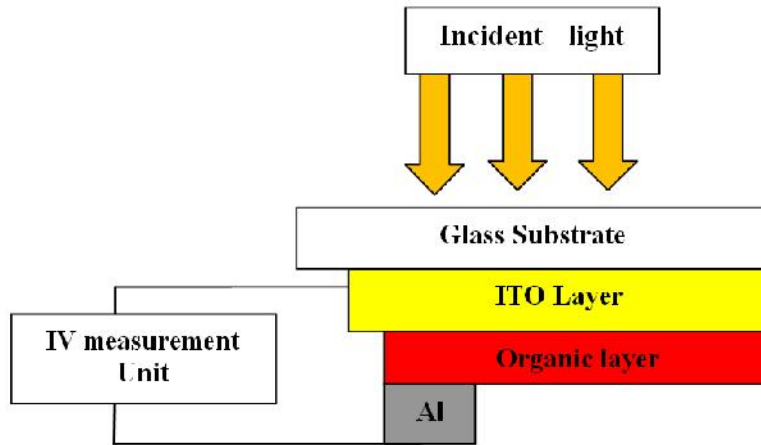 Incident light
Glass Substrate
ITO Layer
IV measurement
Unit
Organic layer
Al